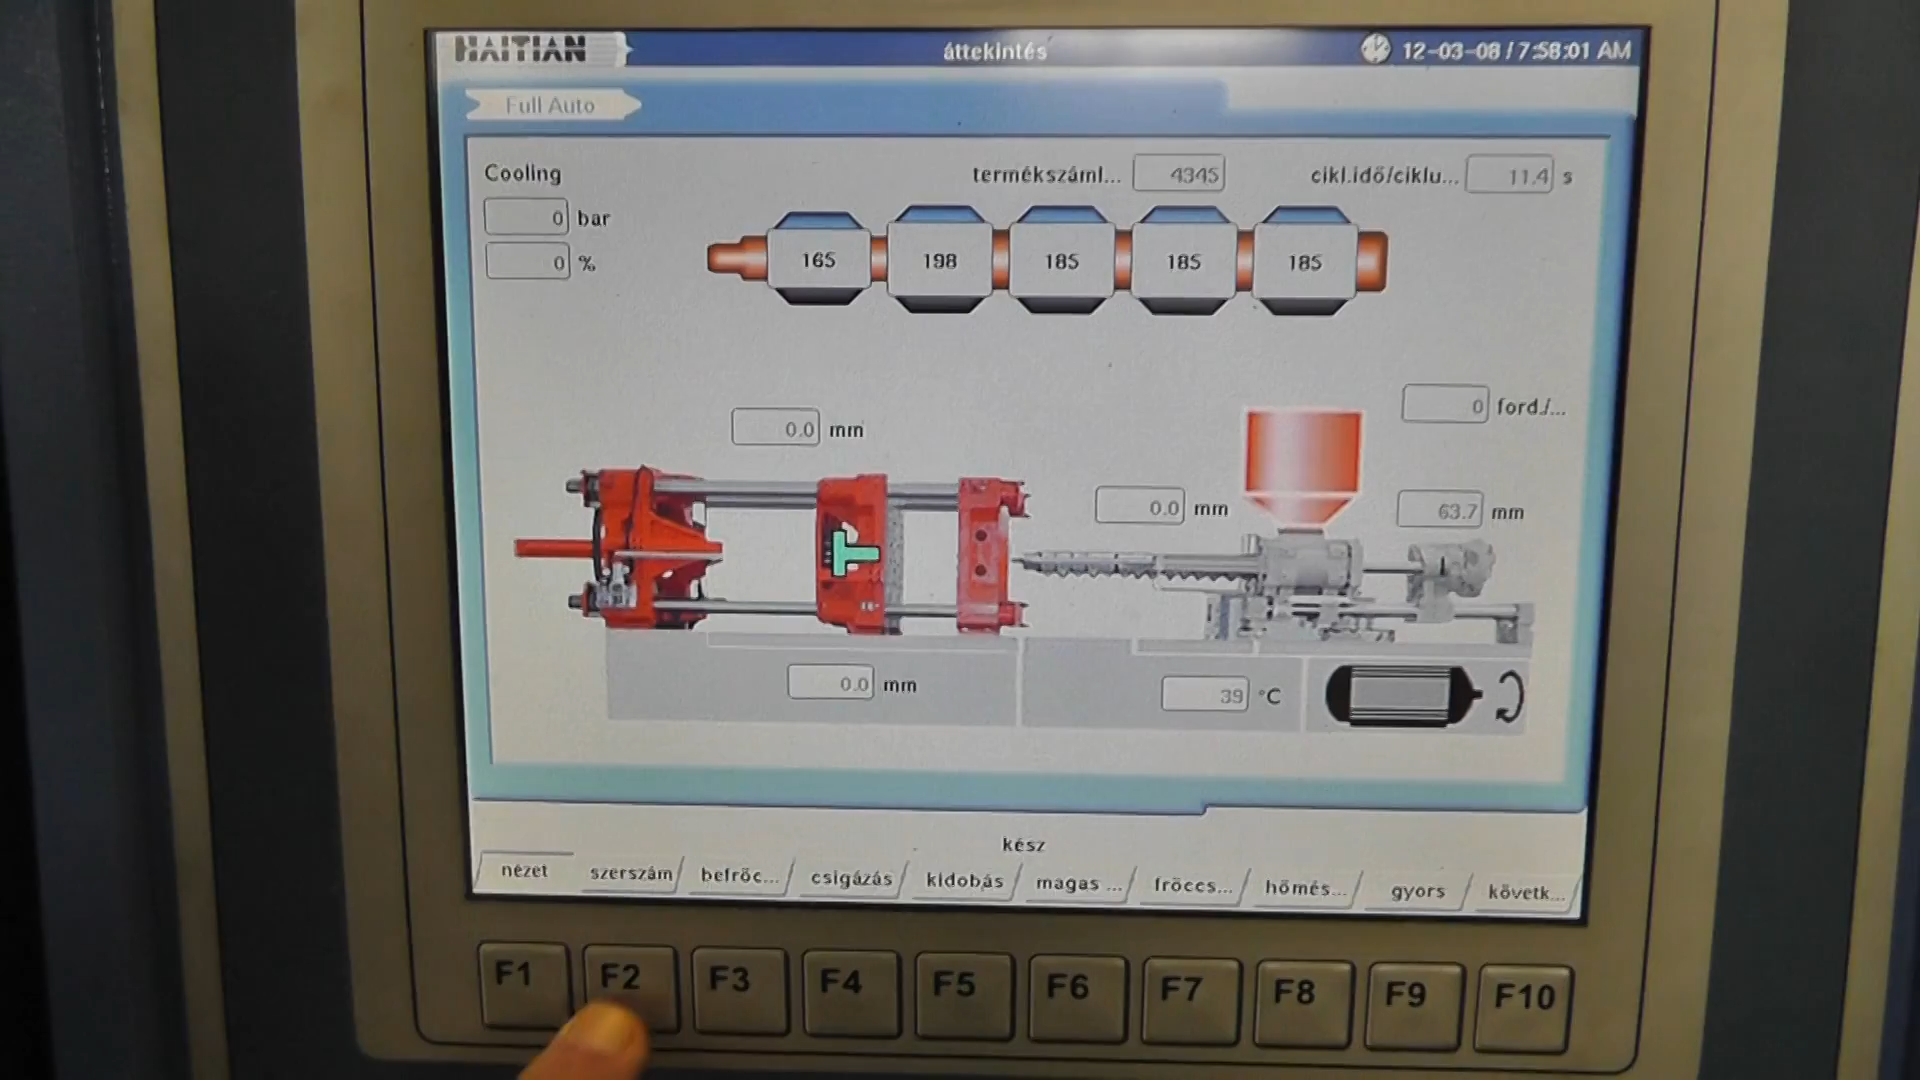 HAITIAN
áttekintés
12-03-08 / 7:58:01 AM
Full Auto
Cooling
termékszáml... 4345
cikl.idő/ciklu... 11.4 s
0 bar
0 %
165 198 185 185 185
0 ford./...
0.0 mm
0.0 mm
63.7 mm
0.0 mm
39 °C
kész
nézet szerszám befröc... csigázás kidobás magas ... fröccs... hőmés... gyors követk...
F1 F2 F3 F4 F5 F6 F7 F8 F9 F10